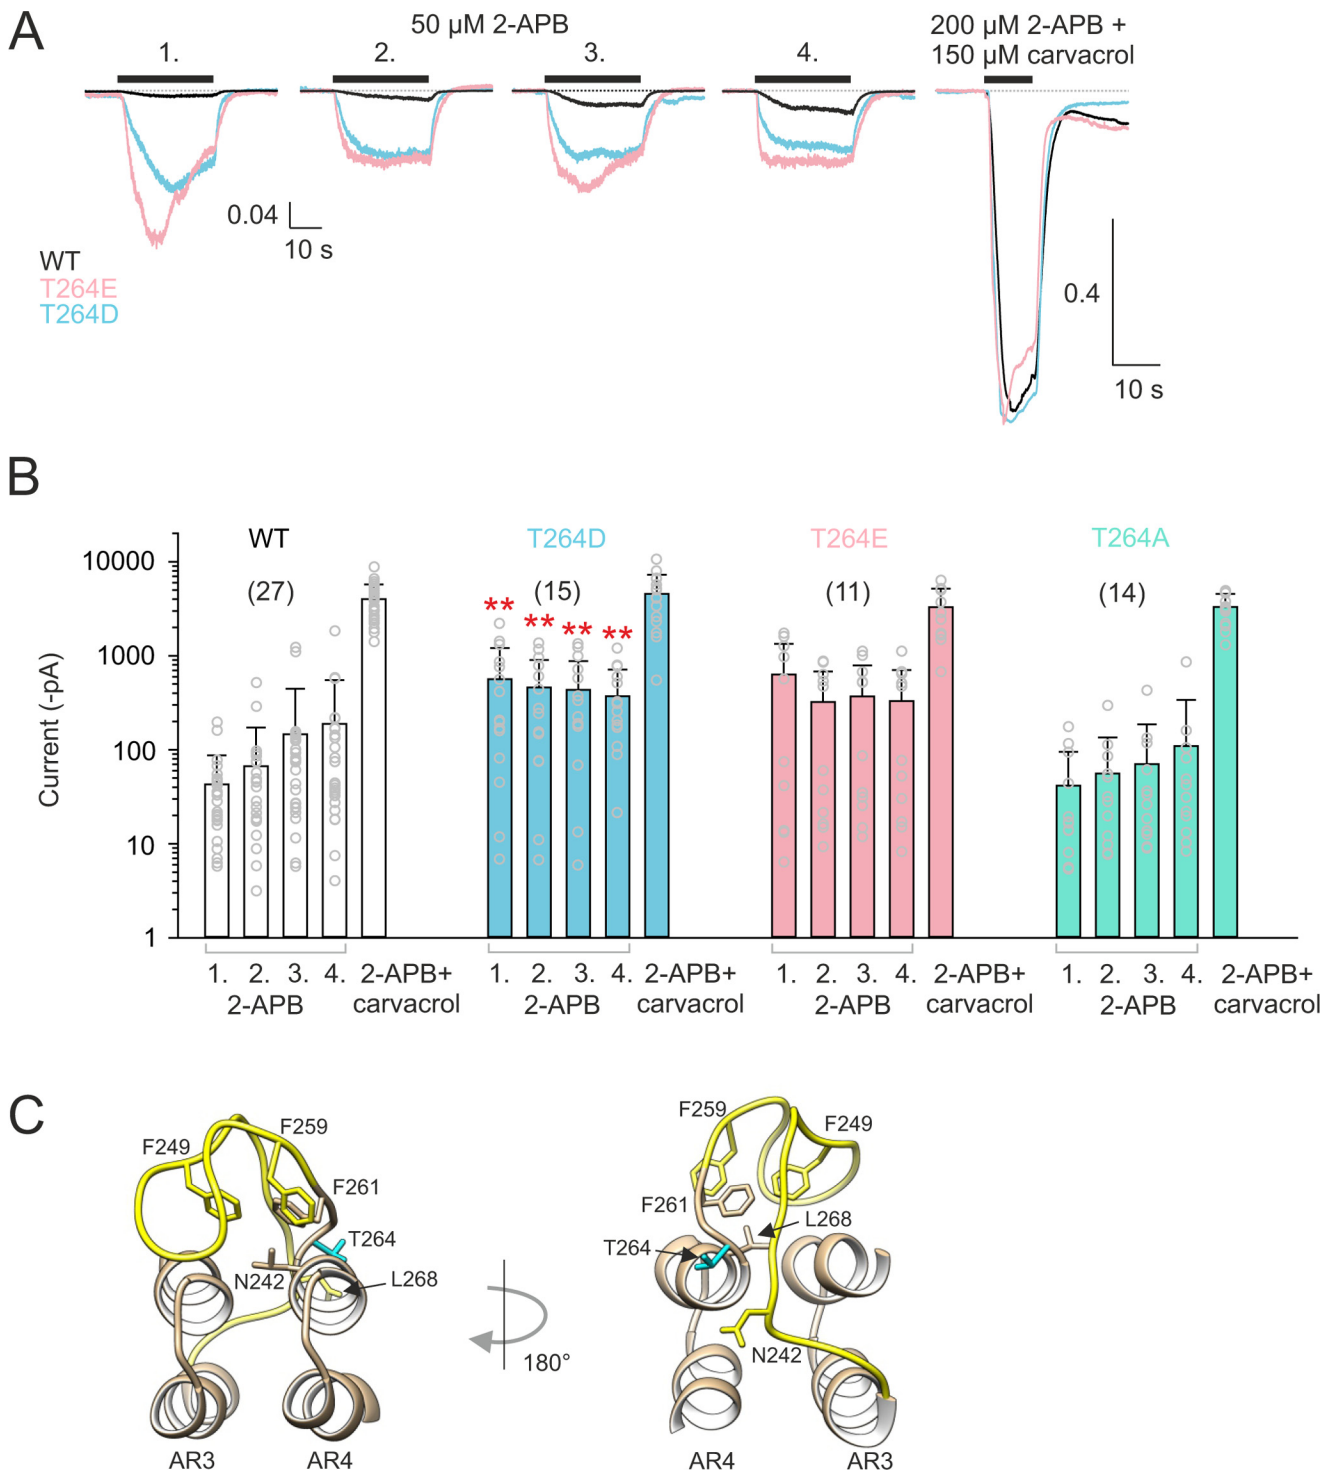 A
50 µM 2-APB
200 µM 2-APB +
150 µM carvacrol
1.
2.
3.
4.
0.04
10 s
WT
T264E
T264D
0.4
10 s
B
WT
T264D
T264E
T264A
(27)
(15)
(11)
(14)
** ** ** **
Current (-pA)
10000
1000
100
10
1
1. 2. 3. 4. 2-APB+
2-APB carvacrol
1. 2. 3. 4. 2-APB+
2-APB carvacrol
1. 2. 3. 4. 2-APB+
2-APB carvacrol
1. 2. 3. 4. 2-APB+
2-APB carvacrol
C
F259
F249
F261
T264
N242
L268
AR3
AR4
180°
F259
F249
F261
L268
T264
N242
AR4
AR3